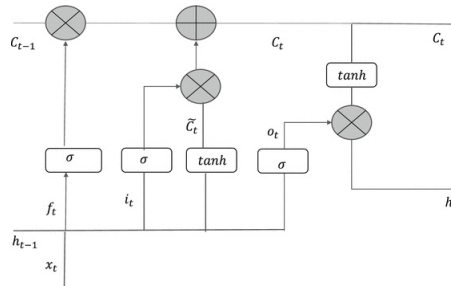 C_{t-1} C_t C_t
tanh
C̃_t o_t
σ σ tanh σ
f_t i_t h
h_{t-1}
x_t